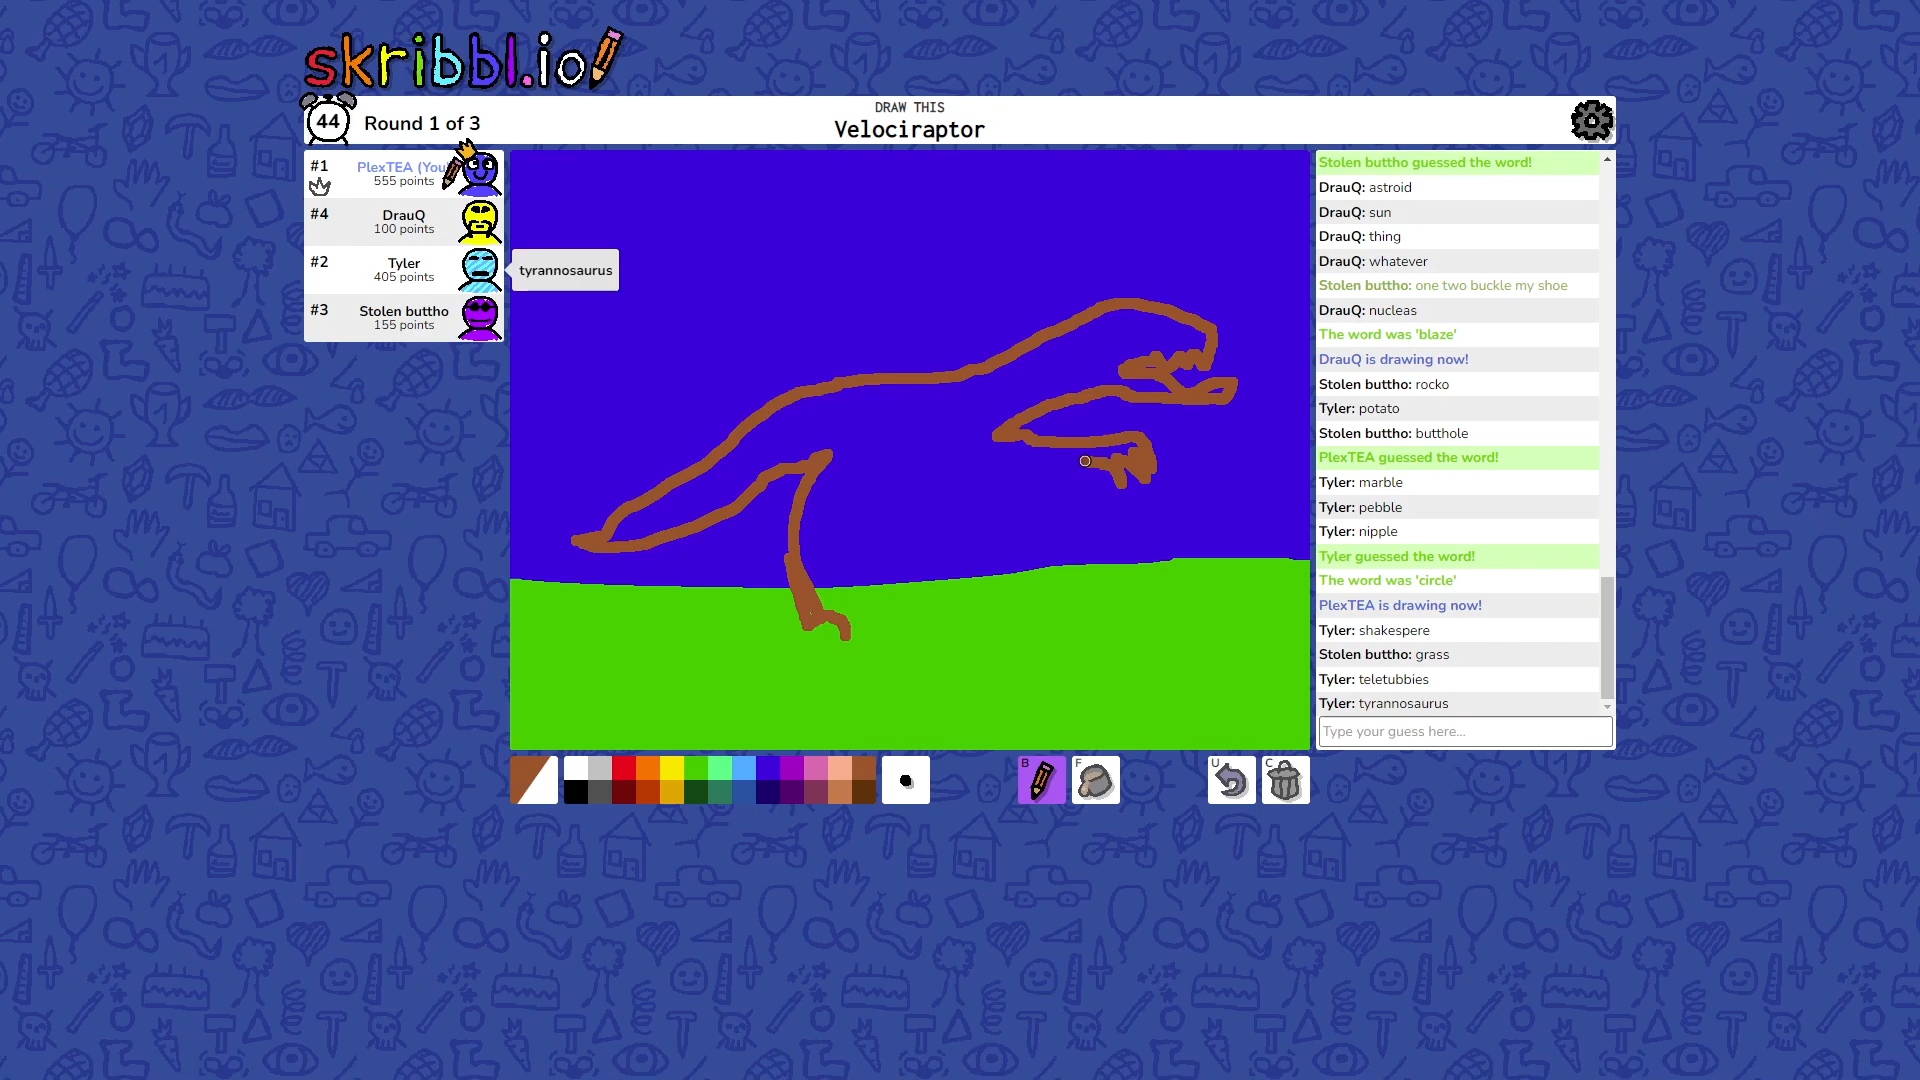 skribbl.io
44
Round 1 of 3
DRAW THIS
Velociraptor
#1
PlexTEA (You
555 points
#4
DrauQ
100 points
#2
Tyler
405 points
#3
Stolen buttho
155 points
tyrannosaurus
Stolen buttho guessed the word!
DrauQ: astroid
DrauQ: sun
DrauQ: thing
DrauQ: whatever
Stolen buttho: one two buckle my shoe
DrauQ: nucleas
The word was 'blaze'
DrauQ is drawing now!
Stolen buttho: rocko
Tyler: potato
Stolen buttho: butthole
PlexTEA guessed the word!
Tyler: marble
Tyler: pebble
Tyler: nipple
Tyler guessed the word!
The word was 'circle'
PlexTEA is drawing now!
Tyler: shakespere
Stolen buttho: grass
Tyler: teletubbies
Tyler: tyrannosaurus
Type your guess here...
B
F
U
C